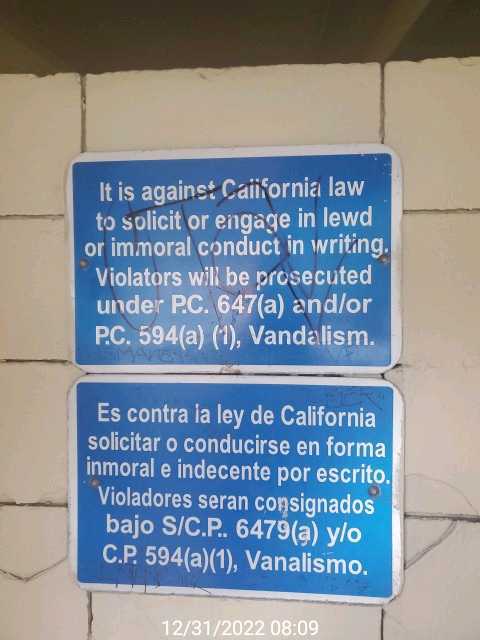 It is against California law
to solicit or engage in lewd
or immoral conduct in writing.
Violators will be prosecuted
under P.C. 647(a) and/or
P.C. 594(a) (1), Vandalism.
Es contra la ley de California
solicitar o conducirse en forma
inmoral e indecente por escrito.
Violadores seran consignados
bajo S/C.P.. 6479(a) y/o
C.P. 594(a)(1), Vanalismo.
12/31/2022 08:09